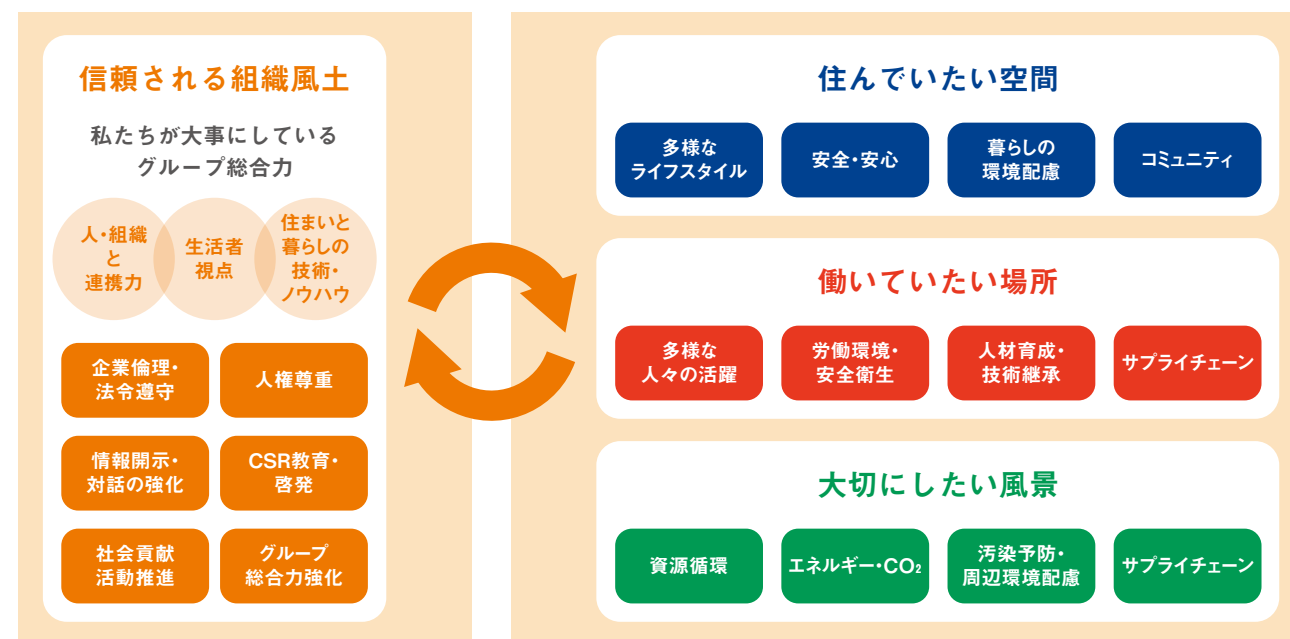 信頼される組織風土
私たちが大事にしている
グループ総合力
人・組織
と
連携力
生活者
視点
住まいと
暮らしの
技術・
ノウハウ
企業倫理・
法令遵守
人権尊重
情報開示・
対話の強化
CSR教育・
啓発
社会貢献
活動推進
グループ
総合力強化
住んでいたい空間
多様な
ライフスタイル
安全・安心
暮らしの
環境配慮
コミュニティ
働いていたい場所
多様な
人々の活躍
労働環境・
安全衛生
人材育成・
技術継承
サプライチェーン
大切にしたい風景
資源循環
エネルギー・CO₂
汚染予防・
周辺環境配慮
サプライチェーン